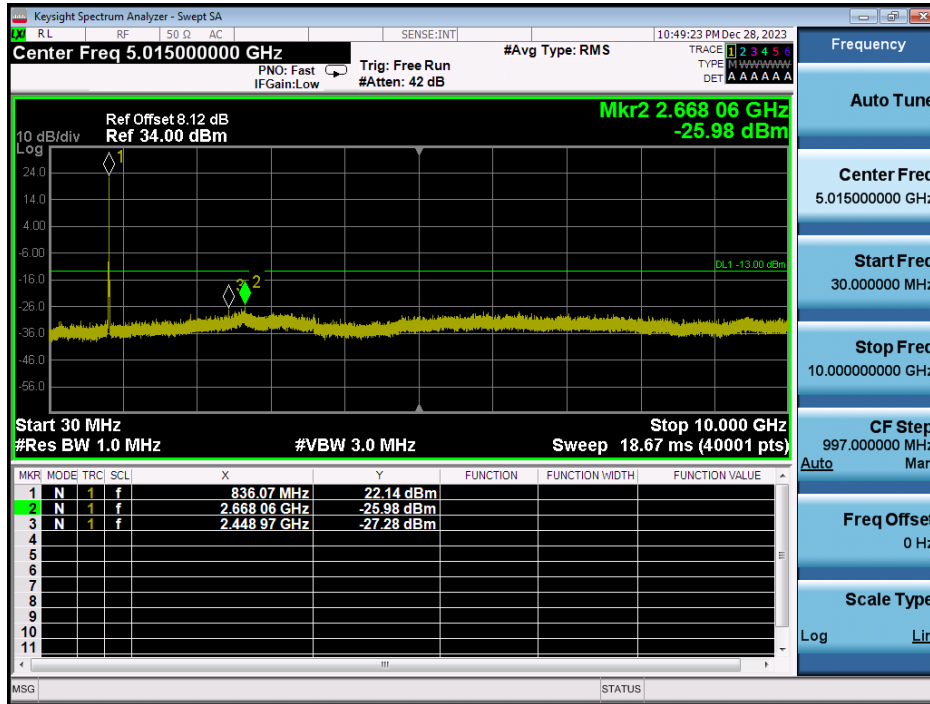 Keysight Spectrum Analyzer - Swept SA
LXI RL RF 50 Ω AC SENSE:INT 10:49:23 PM Dec 28, 2023
Center Freq 5.015000000 GHz
PNO: Fast
IFGain:Low
Trig: Free Run
#Atten: 42 dB
#Avg Type: RMS
TRACE 1 2 3 4 5 6
TYPE M WWWWW
DET A A A A A A
Mkr2 2.668 06 GHz
-25.98 dBm
Ref Offset 8.12 dB
10 dB/div Ref 34.00 dBm
Log
24.0
14.0
4.00
-6.00
-16.0
-26.0
-36.0
-46.0
-56.0
1
3
2
DL1 -13.00 dBm
Start 30 MHz Stop 10.000 GHz
#Res BW 1.0 MHz #VBW 3.0 MHz Sweep 18.67 ms (40001 pts)
MKR MODE TRC SCL X Y FUNCTION FUNCTION WIDTH FUNCTION VALUE
1 N 1 f 836.07 MHz 22.14 dBm
2 N 1 f 2.668 06 GHz -25.98 dBm
3 N 1 f 2.448 97 GHz -27.28 dBm
4
5
6
7
8
9
10
11
MSG STATUS
Frequency
Auto Tune
Center Freq
5.015000000 GHz
Start Freq
30.000000 MHz
Stop Freq
10.000000000 GHz
CF Step
997.000000 MHz
Auto Man
Freq Offset
0 Hz
Scale Type
Log Lin